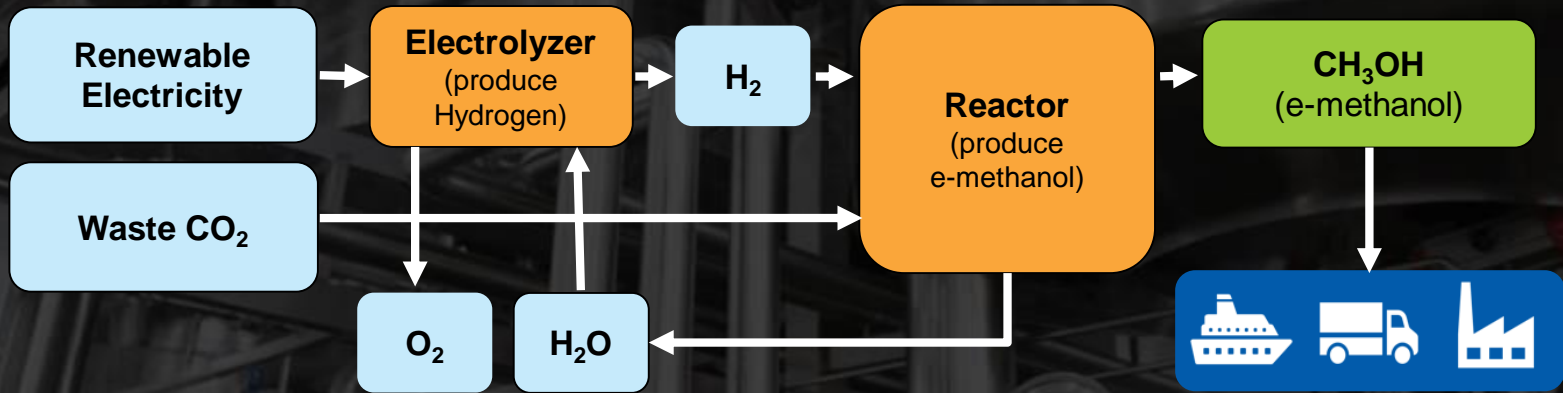 Renewable
Electricity
Electrolyzer
(produce
Hydrogen)
H₂
Reactor
(produce
e-methanol)
CH₃OH
(e-methanol)
Waste CO₂
O₂
H₂O